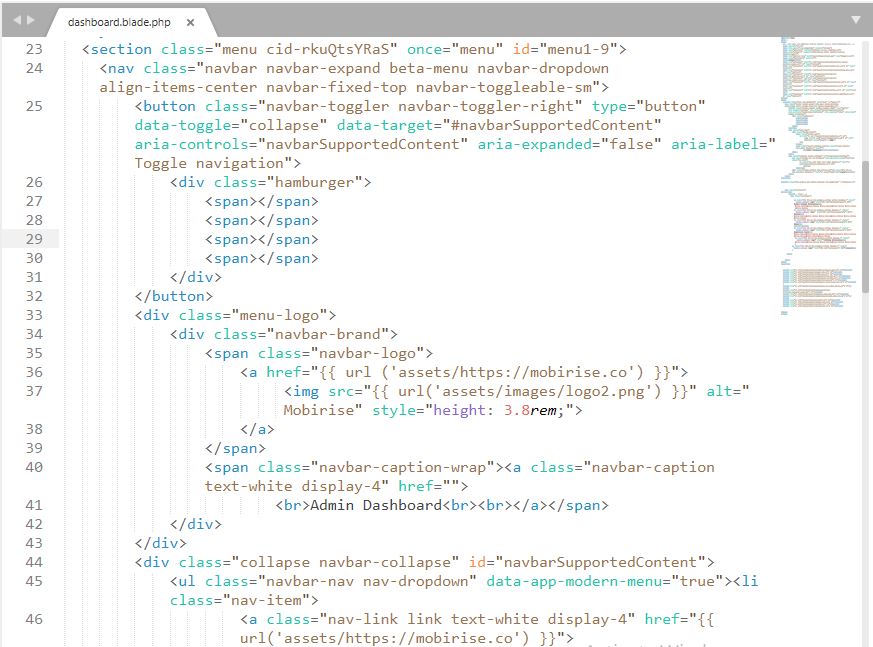 dashboard.blade.php ×
23 <section class="menu cid-rkuQtsYRaS" once="menu" id="menu1-9">
24 <nav class="navbar navbar-expand beta-menu navbar-dropdown
align-items-center navbar-fixed-top navbar-toggleable-sm">
25 <button class="navbar-toggler navbar-toggler-right" type="button"
data-toggle="collapse" data-target="#navbarSupportedContent"
aria-controls="navbarSupportedContent" aria-expanded="false" aria-label="
Toggle navigation">
26 <div class="hamburger">
27 <span></span>
28 <span></span>
29 <span></span>
30 <span></span>
31 </div>
32 </button>
33 <div class="menu-logo">
34 <div class="navbar-brand">
35 <span class="navbar-logo">
36 <a href="{{ url ('assets/https://mobirise.co') }}">
37 <img src="{{ url('assets/images/logo2.png') }}" alt="
Mobirise" style="height: 3.8rem;">
38 </a>
39 </span>
40 <span class="navbar-caption-wrap"><a class="navbar-caption
text-white display-4" href="">
41 <br>Admin Dashboard<br><br></a></span>
42 </div>
43 </div>
44 <div class="collapse navbar-collapse" id="navbarSupportedContent">
45 <ul class="navbar-nav nav-dropdown" data-app-modern-menu="true"><li
class="nav-item">
46 <a class="nav-link link text-white display-4" href="{{
url('assets/https://mobirise.co') }}">